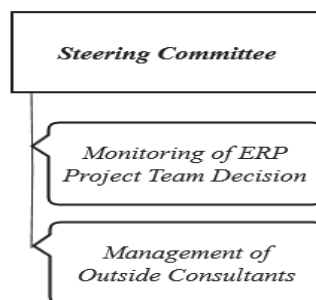 Steering Committee
Monitoring of ERP
Project Team Decision
Management of
Outside Consultants